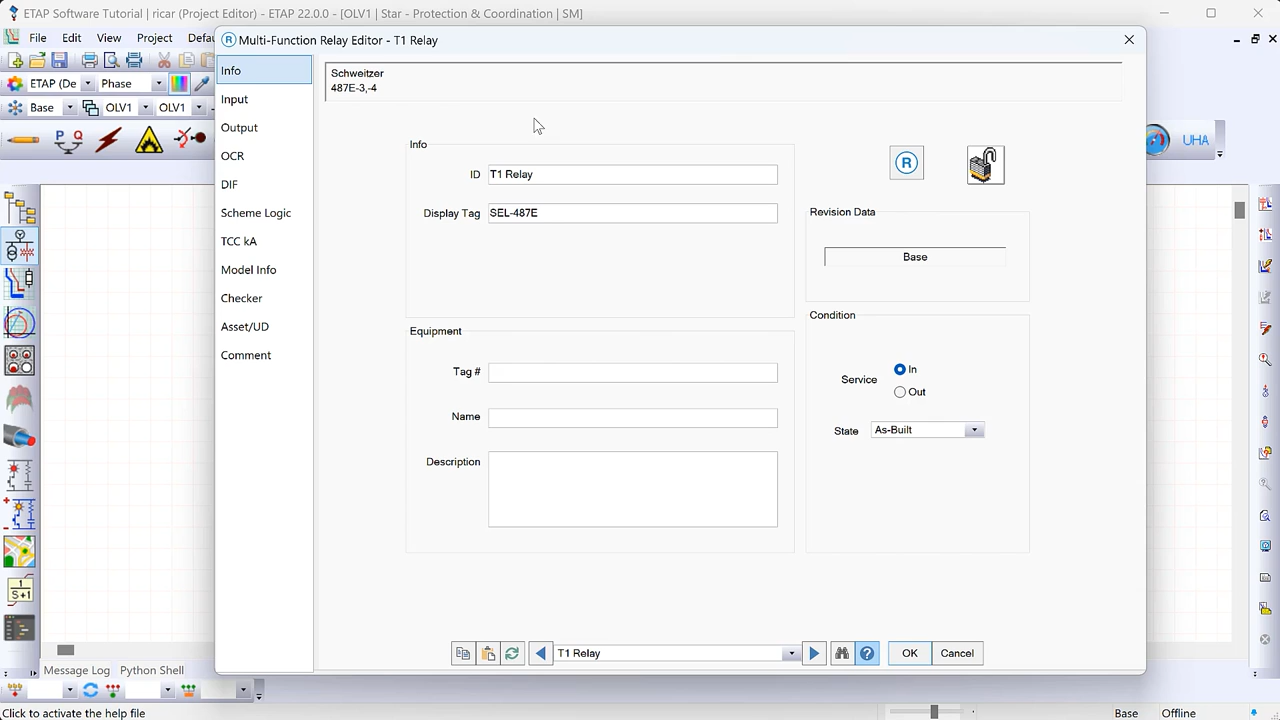 ETAP Software Tutorial | ricar (Project Editor) - ETAP 22.0.0 - [OLV1 | Star - Protection & Coordination | SM]
File Edit View Project
Multi-Function Relay Editor - T1 Relay
ETAP (De
Phase
Base
OLV1
OLV1
UHA
Info
Input
Output
OCR
DIF
Scheme Logic
TCC kA
Model Info
Checker
Asset/UD
Comment
Schweitzer
487E-3,-4
Info
ID
T1 Relay
Display Tag
SEL-487E
R
Revision Data
Base
Equipment
Tag #
Name
Description
Condition
Service
In
Out
State
As-Built
T1 Relay
OK
Cancel
Message Log Python Shell
Click to activate the help file
Base
Offline